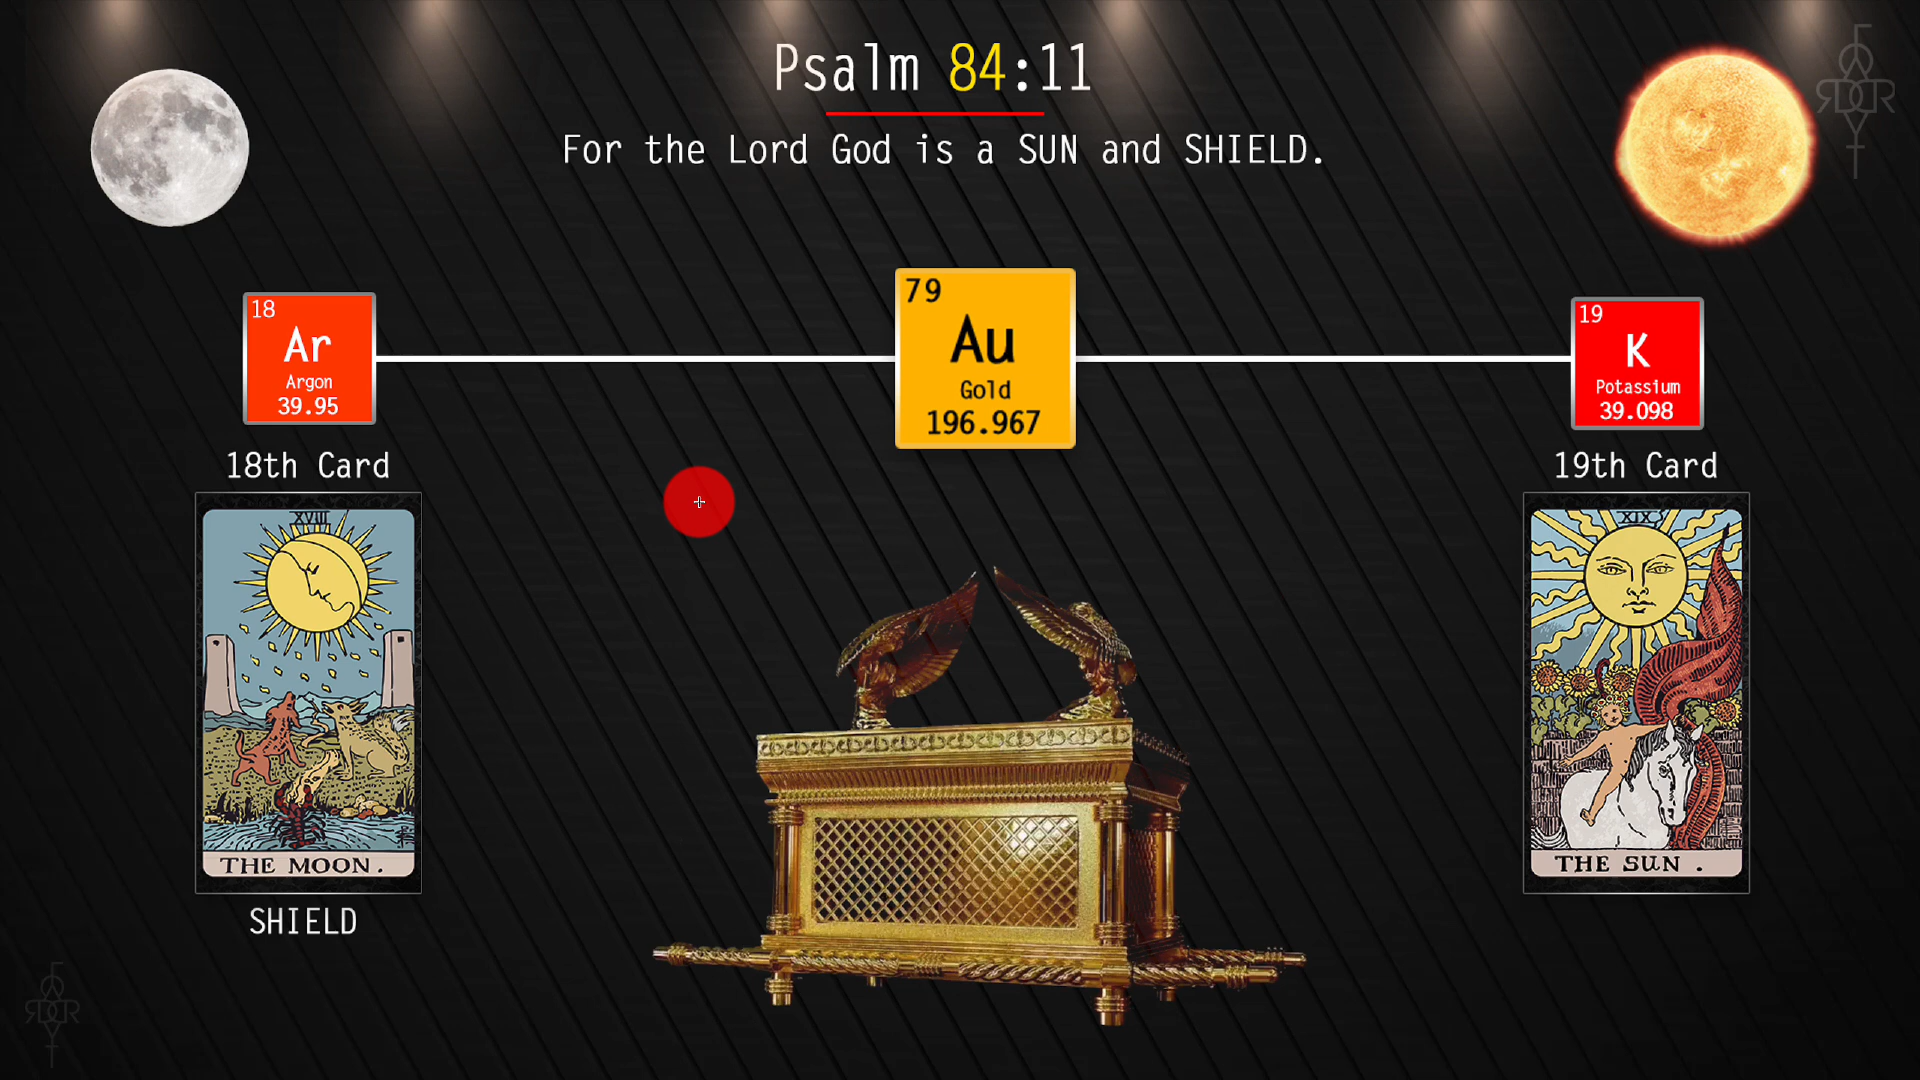 Psalm 84:11
For the Lord God is a SUN and SHIELD.
18
Ar
Argon
39.95
79
Au
Gold
196.967
19
K
Potassium
39.098
18th Card
19th Card
XVIII
THE MOON.
SHIELD
XIX
THE SUN .